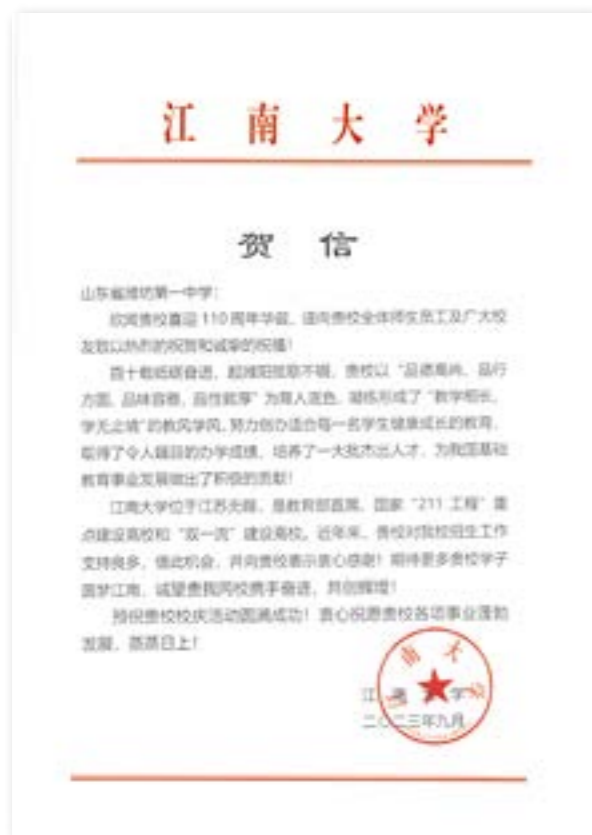 江南大学
贺 信
山东省潍坊第一中学：
欣闻贵校喜迎 110 周年华诞，谨向贵校全体师生员工及广大校
友致以热烈的祝贺和诚挚的祝福！
百十载砥砺奋进，起潍阳弦歌不辍。贵校以“品德高尚、品行
方圆、品味容雅、品性敦厚”为育人底色，凝练形成了“教学相长，
学无止境”的教风学风，努力创办适合每一名学生健康成长的教育，
取得了令人瞩目的办学成绩，培养了一大批杰出人才，为我国基础
教育事业发展做出了积极的贡献！
江南大学位于江苏无锡，是教育部直属、国家“211 工程”重
点建设高校和“双一流”建设高校。近年来，贵校对我校招生工作
支持良多，借此机会，并向贵校表示衷心感谢！期待更多贵校学子
圆梦江南，诚望贵我两校携手奋进，共创辉煌！
预祝贵校校庆活动圆满成功！衷心祝愿贵校各项事业蓬勃
发展，蒸蒸日上！
江南大学
二〇二三年九月